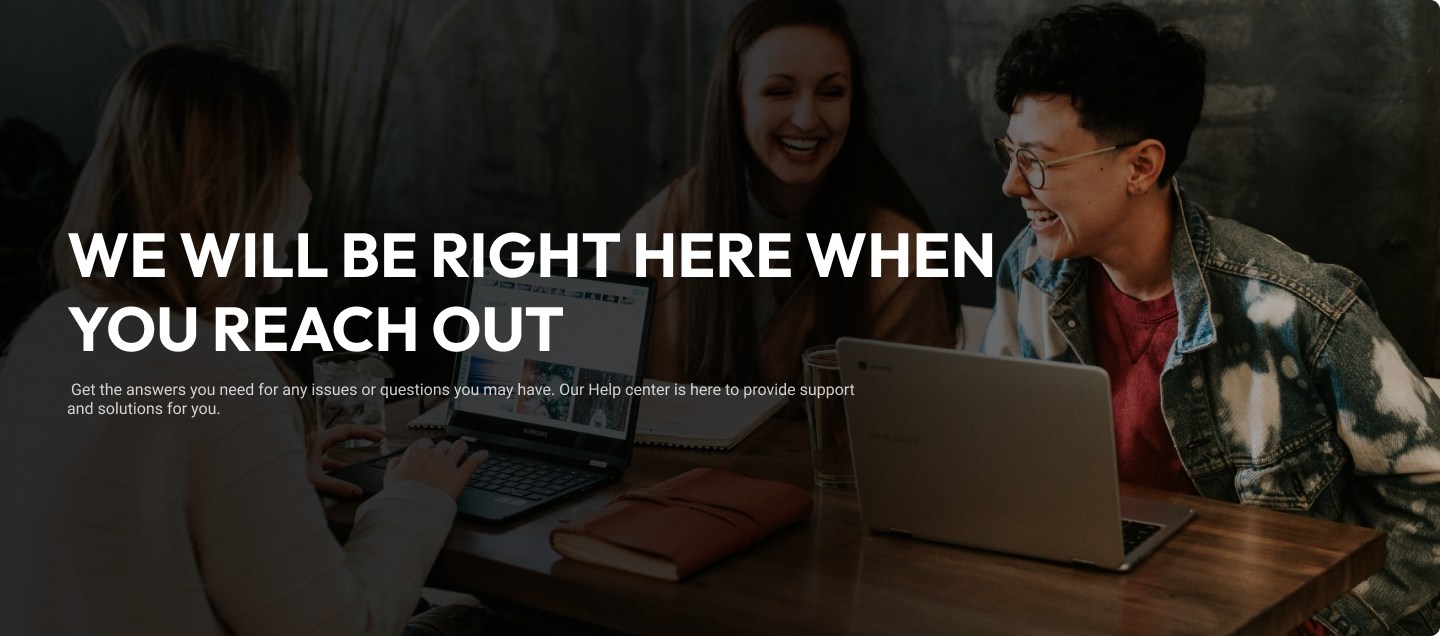 WE WILL BE RIGHT HERE WHEN
YOU REACH OUT
Get the answers you need for any issues or questions you may have. Our Help center is here to provide support
and solutions for you.
SAMSUNG